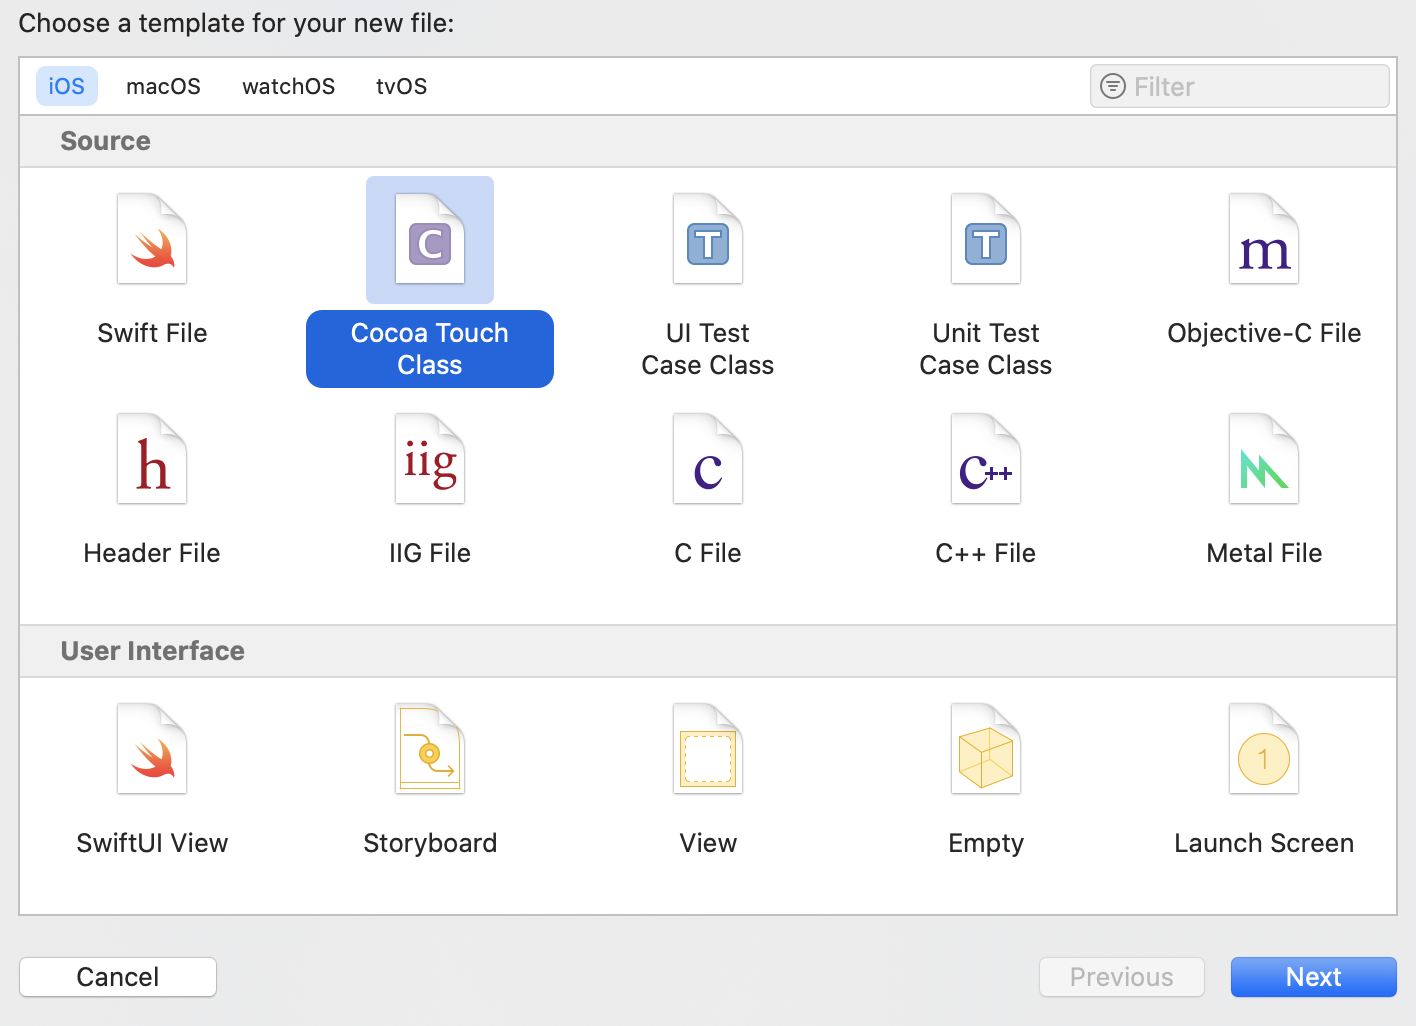 Choose a template for your new file:
iOS macOS watchOS tvOS Filter
Source
C T T m
Swift File Cocoa Touch Class UI Test Case Class Unit Test Case Class Objective-C File
h iig c C++
Header File IIG File C File C++ File Metal File
User Interface
1
SwiftUI View Storyboard View Empty Launch Screen
Cancel Previous Next